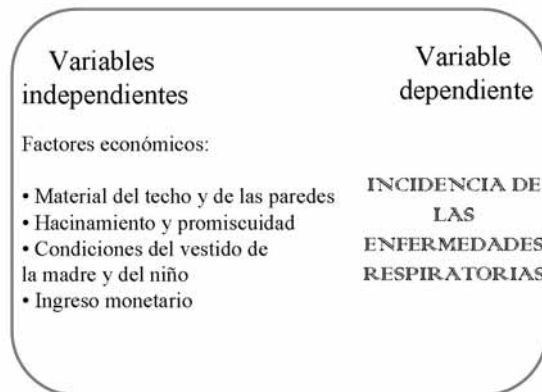 Variables
independientes
Factores económicos:
• Material del techo y de las paredes
• Hacinamiento y promiscuidad
• Condiciones del vestido de
la madre y del niño
• Ingreso monetario
Variable
dependiente
INCIDENCIA DE
LAS
ENFERMEDADES
RESPIRATORIAS